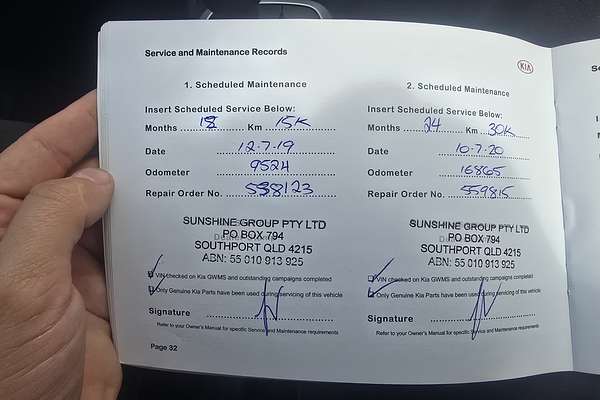 Service and Maintenance Records
KIA
1. Scheduled Maintenance
Insert Scheduled Service Below:
Months 18 Km 15K
Date 12-7-19
Odometer 9524
Repair Order No. 538123
SUNSHINE GROUP PTY LTD
PO BOX 794
SOUTHPORT QLD 4215
ABN: 55 010 913 925
VIN checked on Kia GWMS and outstanding campaigns completed
Only Genuine Kia Parts have been used during servicing of this vehicle
Signature
Refer to your Owner's Manual for specific Service and Maintenance requirements
Page 32
2. Scheduled Maintenance
Insert Scheduled Service Below:
Months 24 Km 30K
Date 10-7-20
Odometer 16865
Repair Order No. 559815
SUNSHINE GROUP PTY LTD
PO BOX 794
SOUTHPORT QLD 4215
ABN: 55 010 913 925
VIN checked on Kia GWMS and outstanding campaigns completed
Only Genuine Kia Parts have been used during servicing of this vehicle
Signature
Refer to your Owner's Manual for specific Service and Maintenance requirements